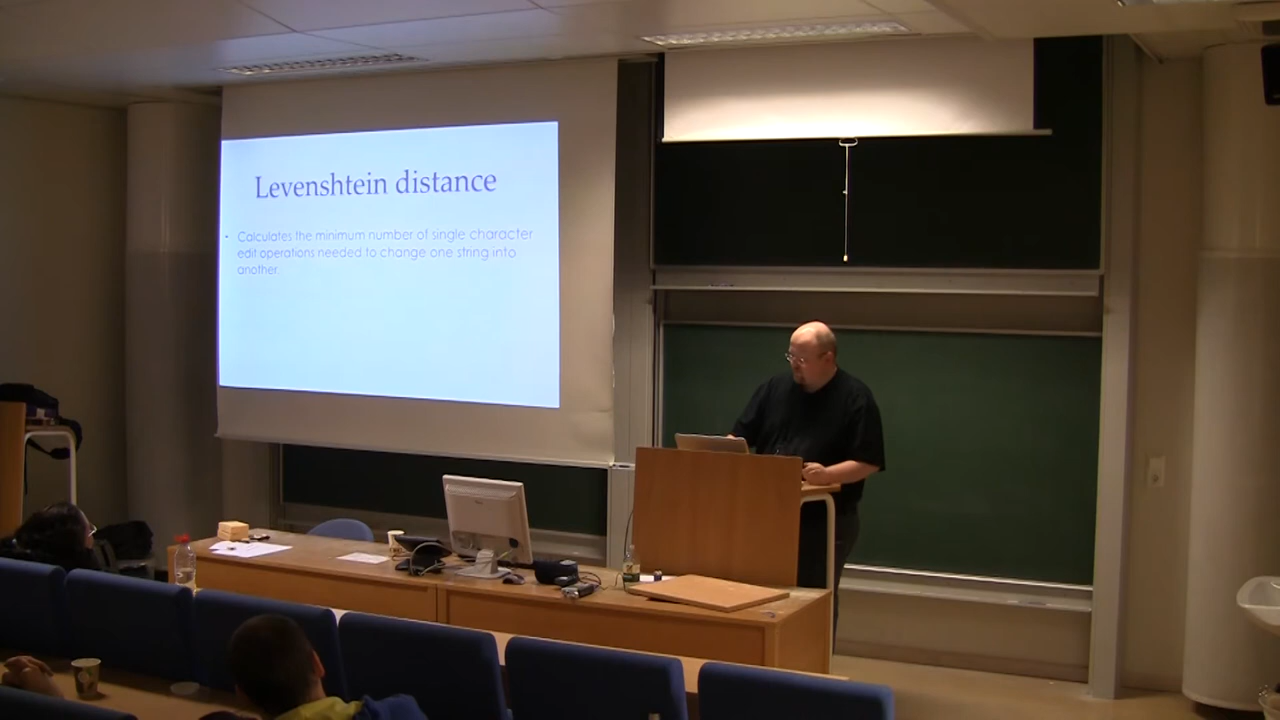 Levenshtein distance
• Calculates the minimum number of single character
edit operations needed to change one string into
another.